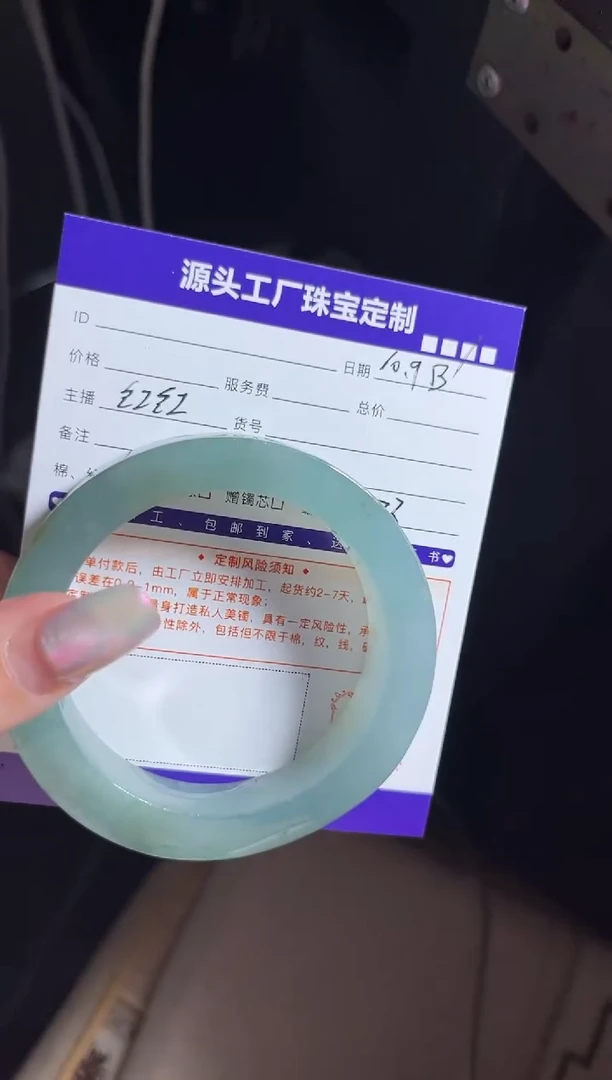 源头工厂珠宝定制
ID 日期 10.9日
价格 服务费 总价
主播 红红 货号
备注
棉、 赠镯芯口
工、包邮到家、 书
定制风险须知
单付款后，由工厂立即安排加工，起货约2-7天，
误差在0. -1mm，属于正常现象；
身打造私人美镯，具有一定风险性，承
性除外，包括但不限于棉，纹，线，